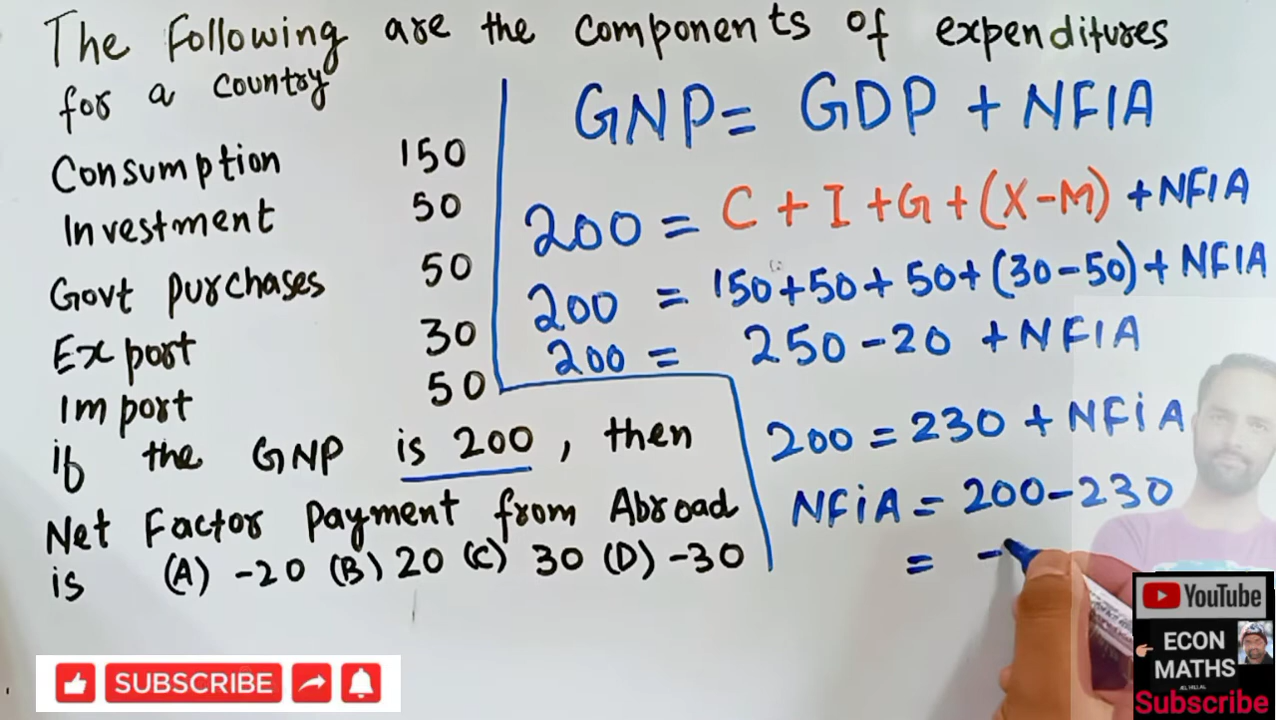 The Following are the components of expenditures
for a country
Consumption 150
Investment 50
Govt purchases 50
Export 30
Import 50
if the GNP is 200, then
Net Factor payment from Abroad
is (A) -20 (B) 20 (C) 30 (D) -30
GNP = GDP + NFIA
200 = C + I + G + (X-M) + NFIA
200 = 150+50+50+(30-50)+NFIA
200 = 250-20 +NFIA
200 = 230 + NFiA
NFiA = 200-230
= -
SUBSCRIBE
YouTube
ECON
MATHS
Subscribe